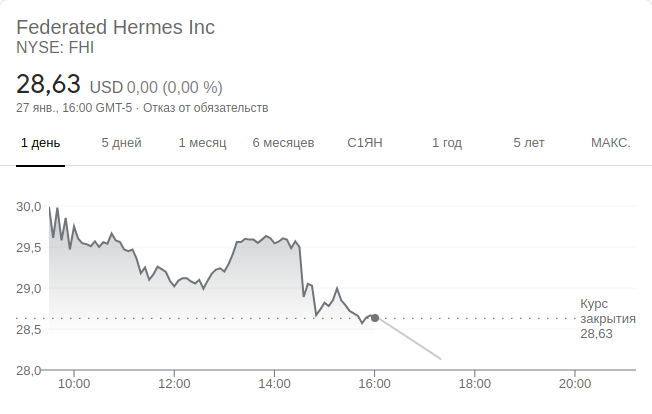 Federated Hermes Inc
NYSE: FHI
28,63 USD 0,00 (0,00 %)
27 янв., 16:00 GMT-5 · Отказ от обязательств
1 день 5 дней 1 месяц 6 месяцев С1ЯН 1 год 5 лет МАКС.
30,0
29,5
29,0
28,5
28,0
Курс
закрытия
28,63
10:00 12:00 14:00 16:00 18:00 20:00